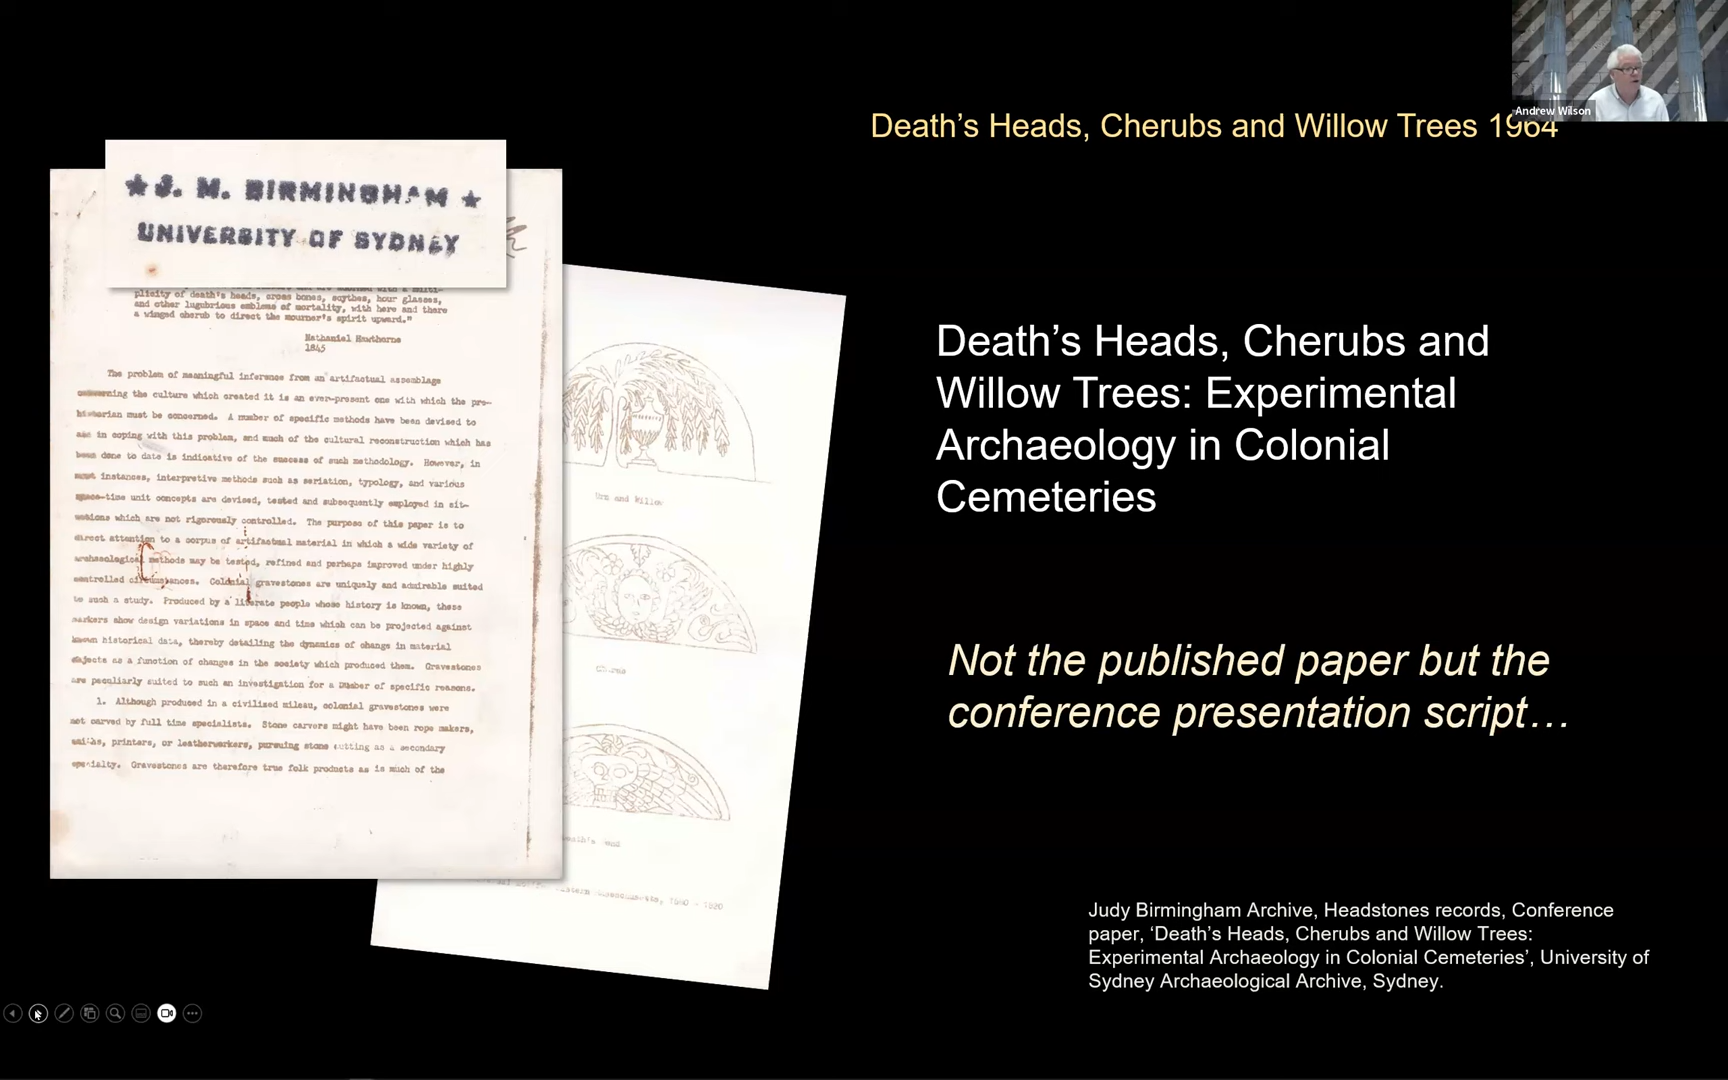 Andrew Wilson
Death's Heads, Cherubs and Willow Trees 1964
★ J. M. BIRMINGHAM ★
UNIVERSITY OF SYDNEY
plicity of death's heads, cross bones, scythes, hour glasses,
and other lugubrious emblems of mortality, with here and there
a winged cherub to direct the mourner's spirit upward."
Nathaniel Hawthorne
1845
The problem of meaningful inference from an artifactual assemblage
concerning the culture which created it is an ever-present one with which the pre-
historian must be concerned. A number of specific methods have been devised to
in coping with this problem, and much of the cultural reconstruction which has
been done to date is indicative of the success of such methodology. However, in
most instances, interpretive methods such as seriation, typology, and various
space-time unit concepts are devised, tested and subsequently employed in sit-
uations which are not rigorously controlled. The purpose of this paper is to
direct attention to a corpus of artifactual material in which a wide variety of
archaeological methods may be tested, refined and perhaps improved under highly
controlled circumstances. Colonial gravestones are uniquely and admirable suited
to such a study. Produced by a literate people whose history is known, these
markers show design variations in space and time which can be projected against
known historical data, thereby detailing the dynamics of change in material
objects as a function of changes in the society which produced them. Gravestones
are peculiarly suited to such an investigation for a number of specific reasons.
1. Although produced in a civilized mileau, colonial gravestones were
not carved by full time specialists. Stone carvers might have been rope makers,
smiths, printers, or leatherworkers, pursuing stone cutting as a secondary
specialty. Gravestones are therefore true folk products as is much of the
Urn and Willow
1680 - 1820
Death's Heads, Cherubs and
Willow Trees: Experimental
Archaeology in Colonial
Cemeteries
Not the published paper but the
conference presentation script…
Judy Birmingham Archive, Headstones records, Conference
paper, ‘Death's Heads, Cherubs and Willow Trees:
Experimental Archaeology in Colonial Cemeteries’, University of
Sydney Archaeological Archive, Sydney.